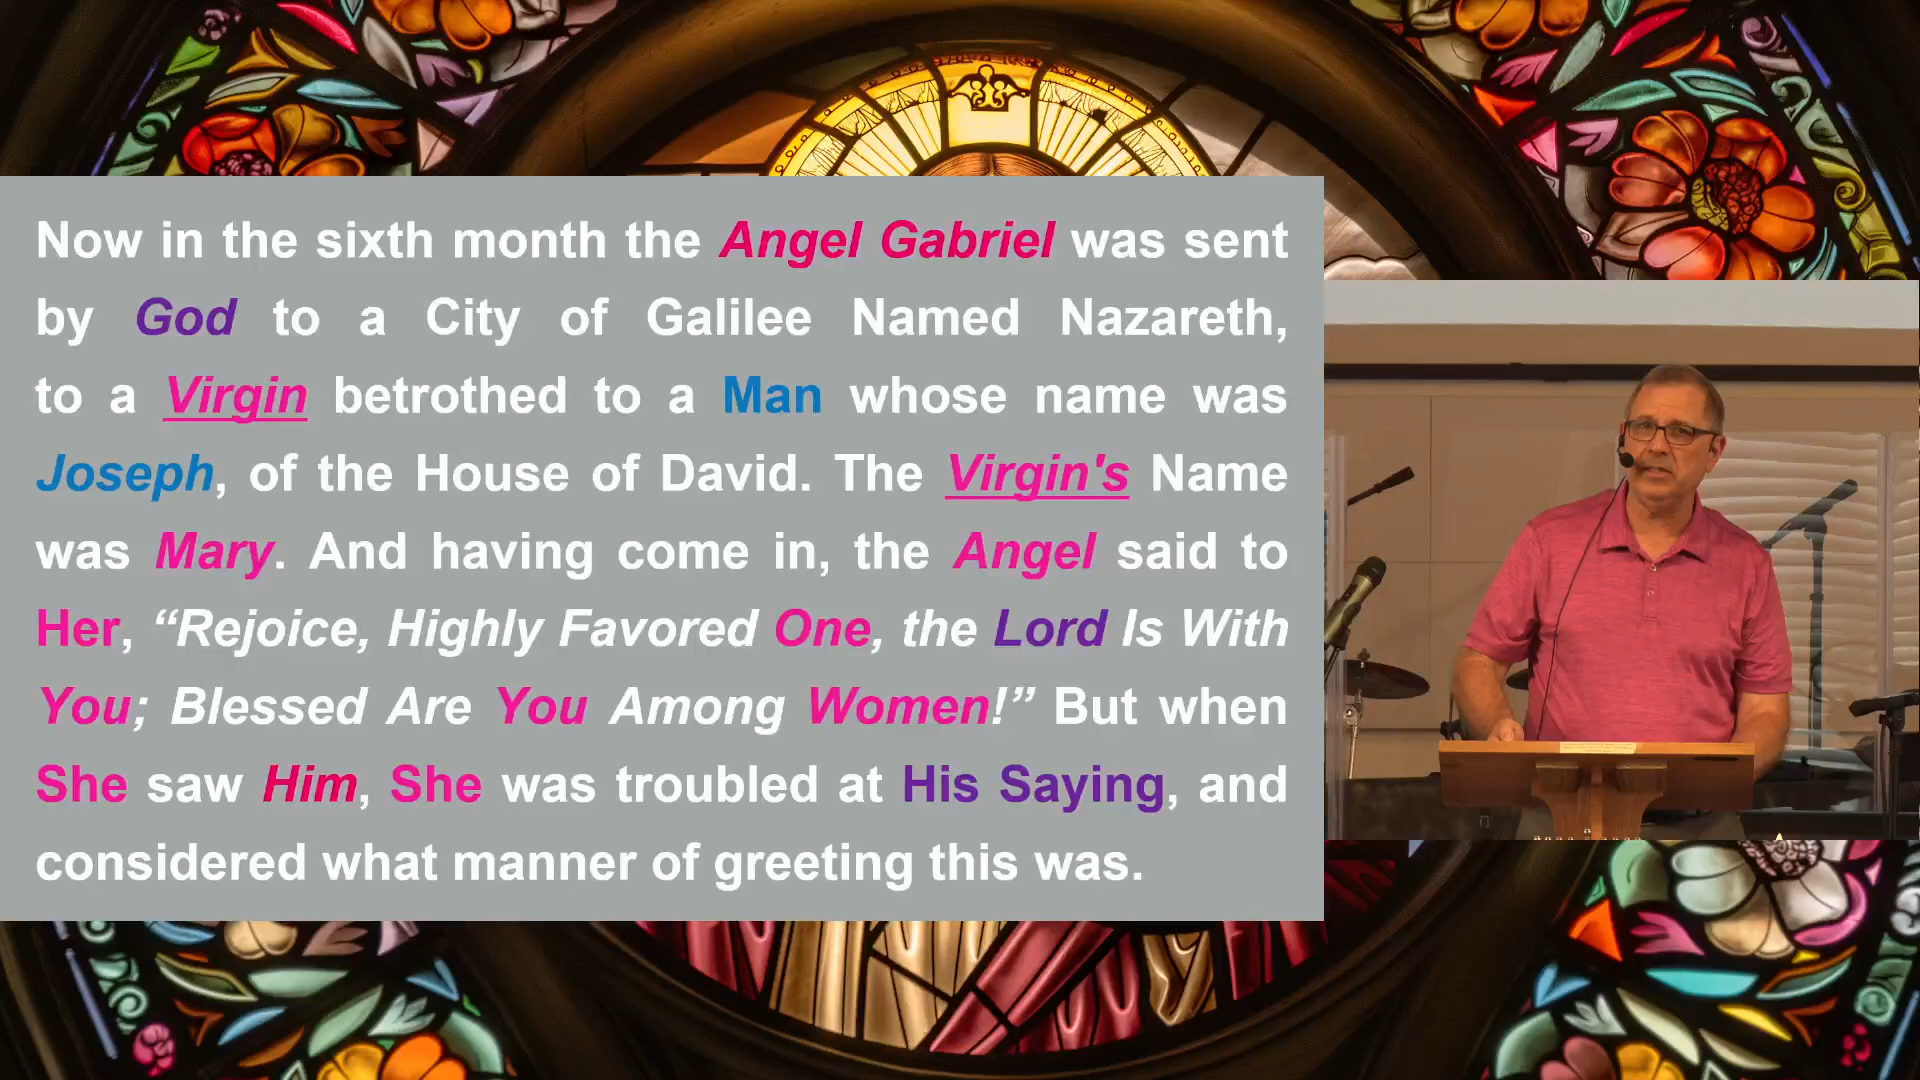 Now in the sixth month the Angel Gabriel was sent
by God to a City of Galilee Named Nazareth,
to a Virgin betrothed to a Man whose name was
Joseph, of the House of David. The Virgin's Name
was Mary. And having come in, the Angel said to
Her, “Rejoice, Highly Favored One, the Lord Is With
You; Blessed Are You Among Women!” But when
She saw Him, She was troubled at His Saying, and
considered what manner of greeting this was.